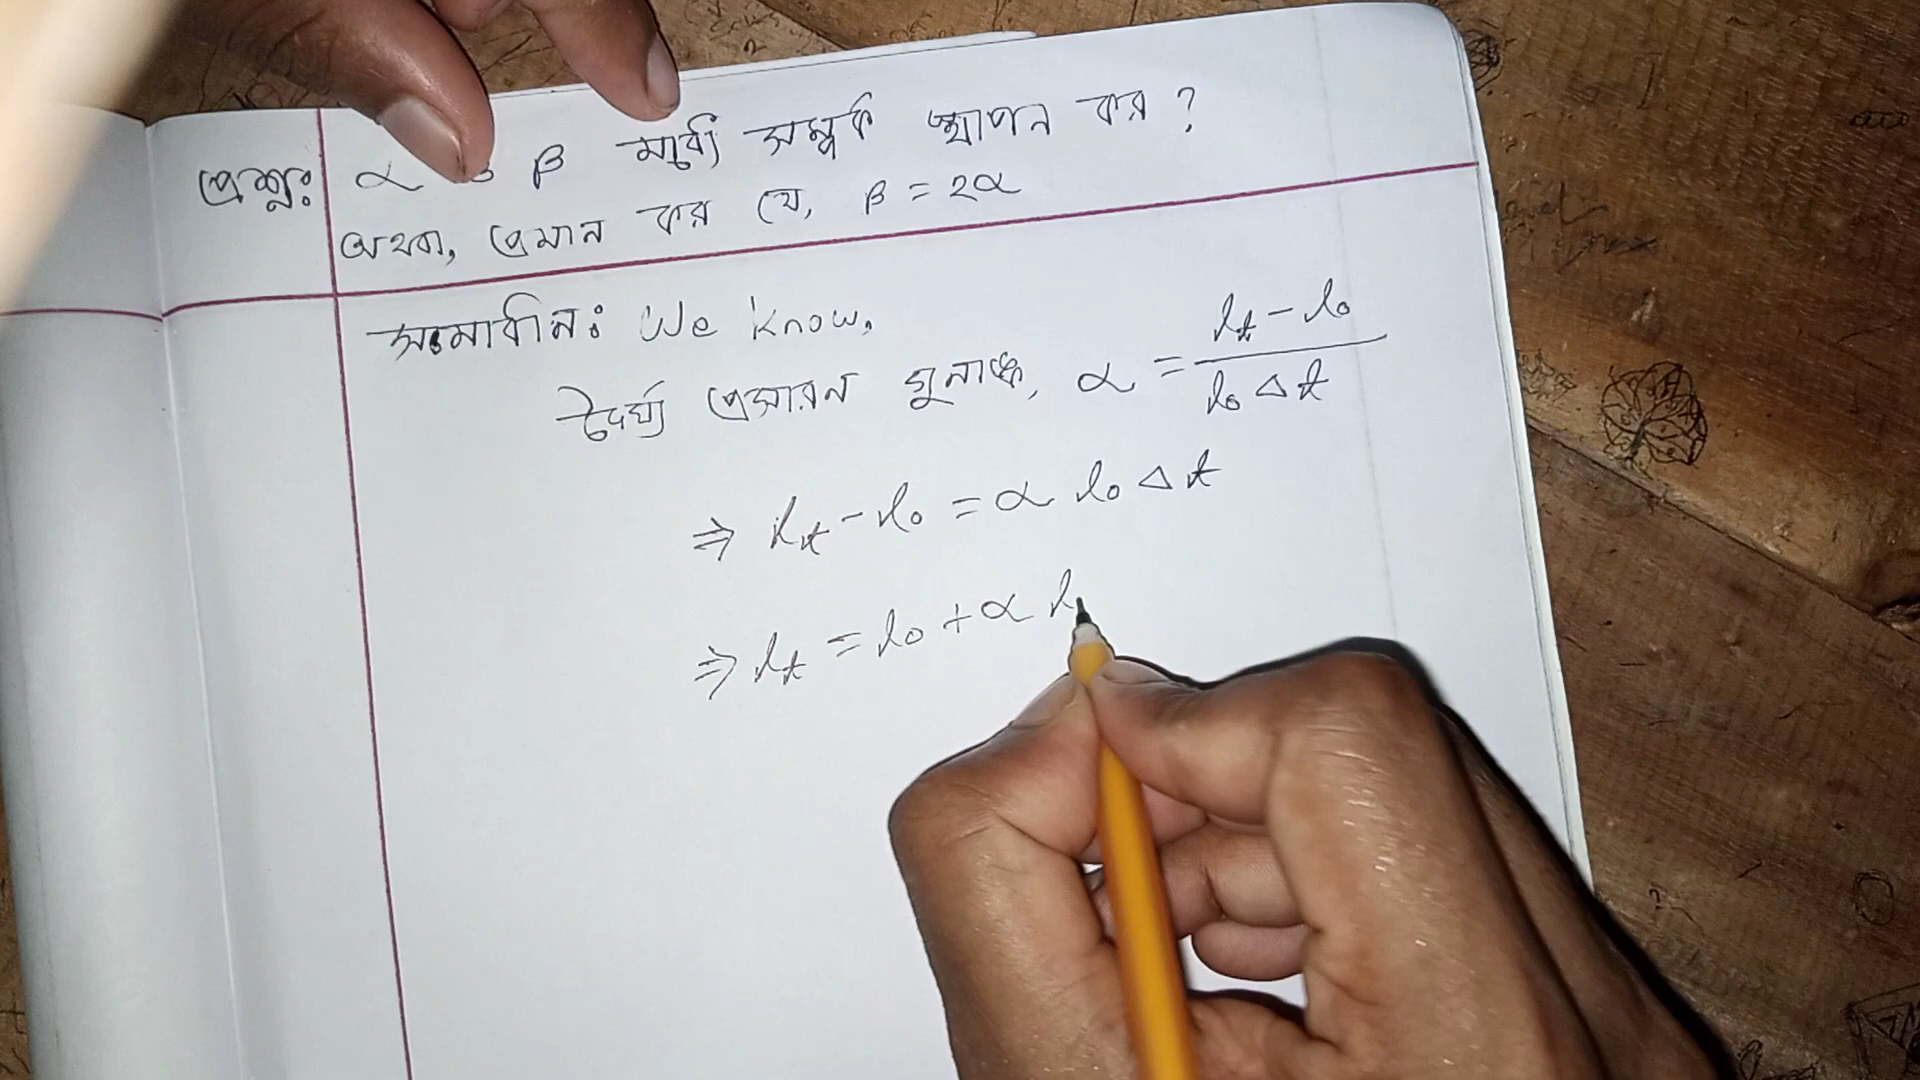 প্রশ্নঃ α ও β মধ্যে সম্পর্ক স্থাপন কর ?
অথবা, প্রমান কর যে, β = 2α
সমাধানঃ We know,
দৈর্ঘ্য প্রসারন গুনাঙ্ক, α = (lt - l0) / (l0 Δt)
⇒ lt - l0 = α l0 Δt
⇒ lt = l0 + α l